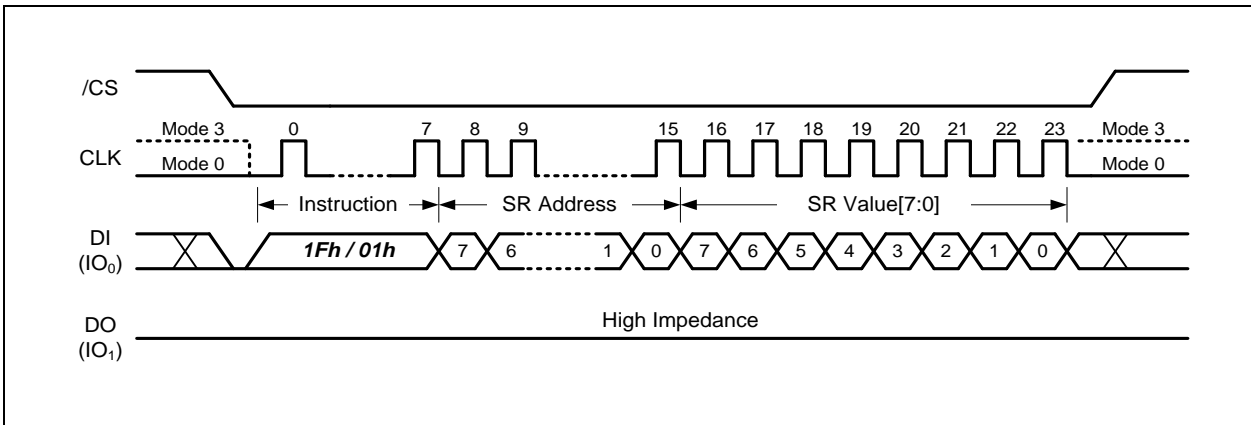 /CS
Mode 3 0 7 8 9 15 16 17 18 19 20 21 22 23 Mode 3
CLK
Mode 0 Mode 0
Instruction SR Address SR Value[7:0]
DI
(IO₀)
1Fh / 01h 7 6 1 0 7 6 5 4 3 2 1 0
High Impedance
DO
(IO₁)